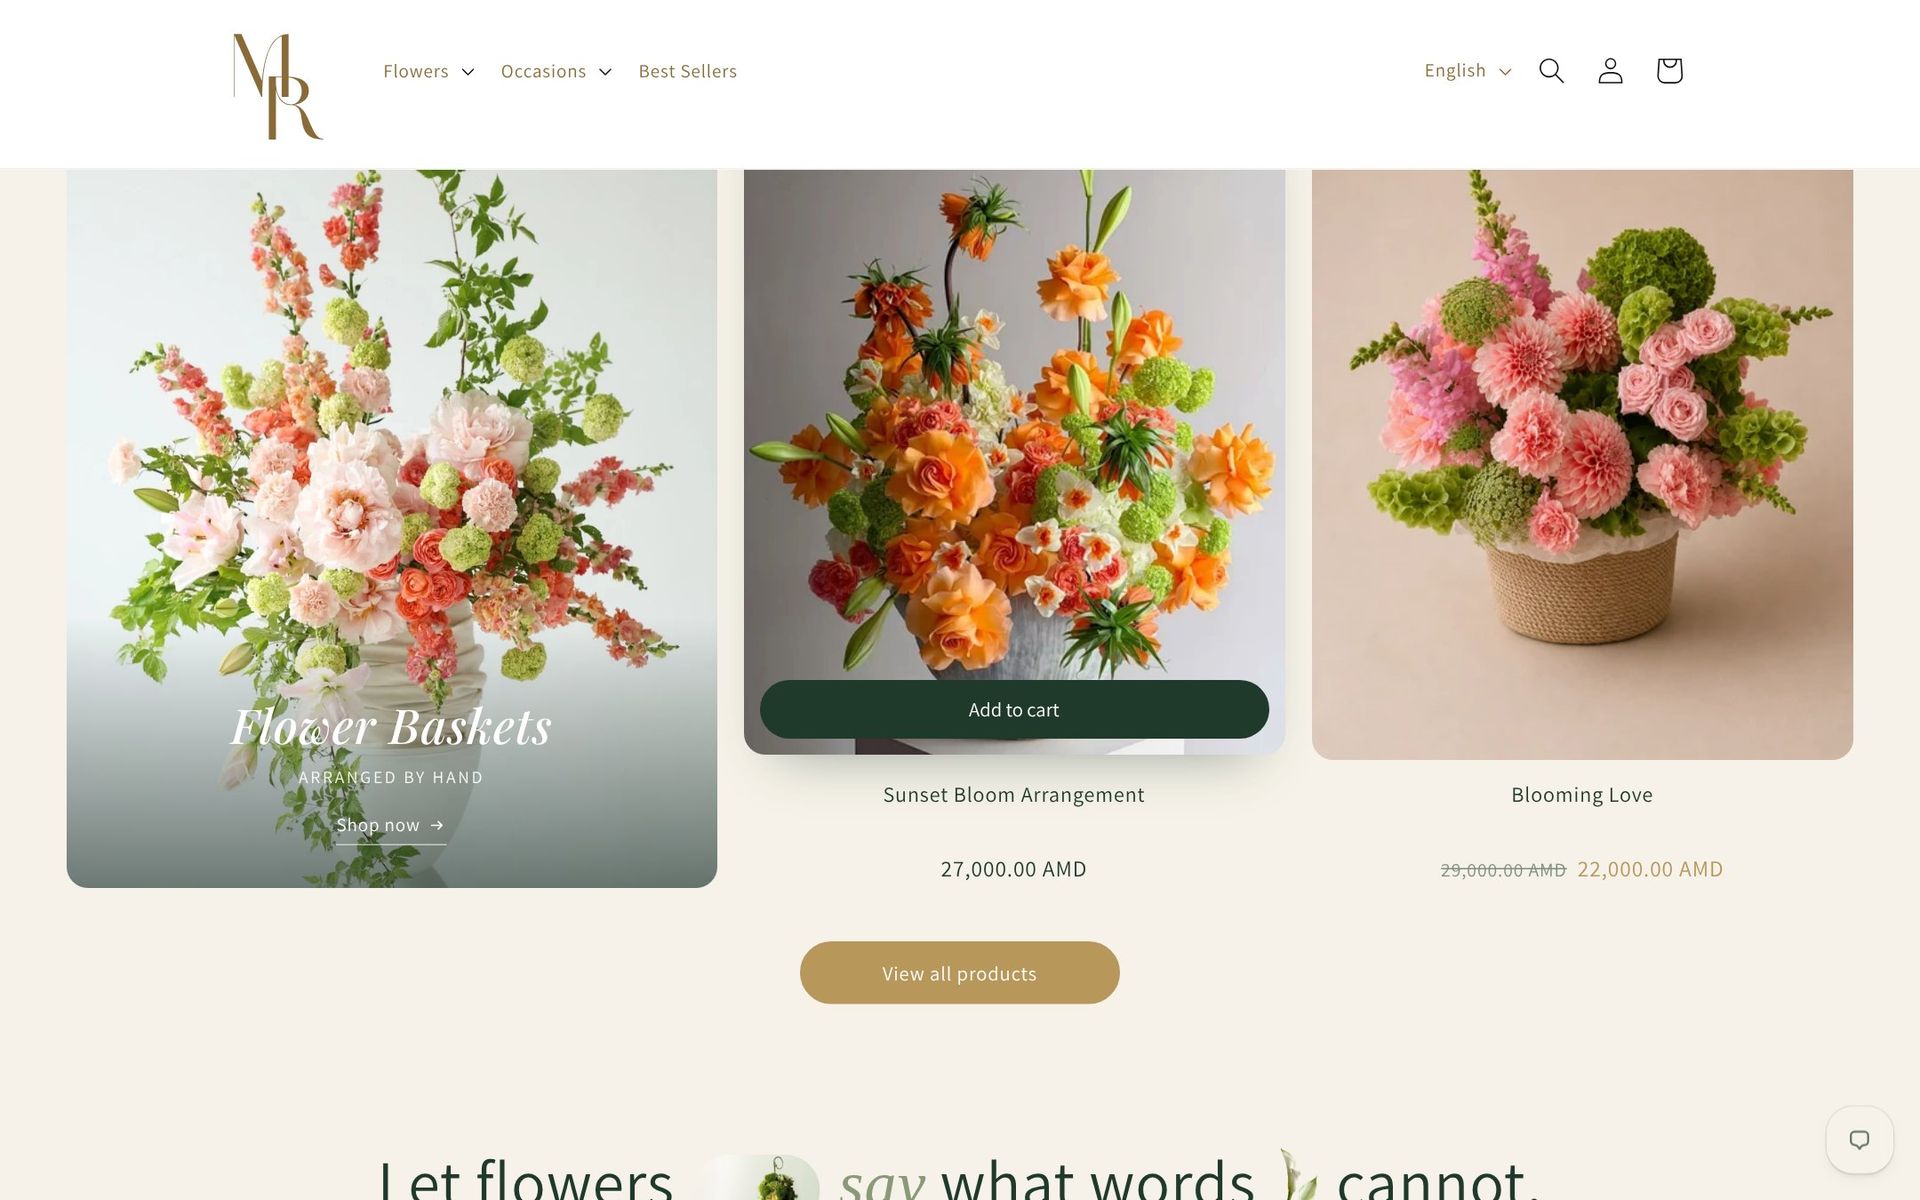 MR
Flowers
Occasions
Best Sellers
English
Flower Baskets
ARRANGED BY HAND
Shop now →
Add to cart
Sunset Bloom Arrangement
27,000.00 AMD
Blooming Love
29,000.00 AMD 22,000.00 AMD
View all products
Let flowers say what words cannot.